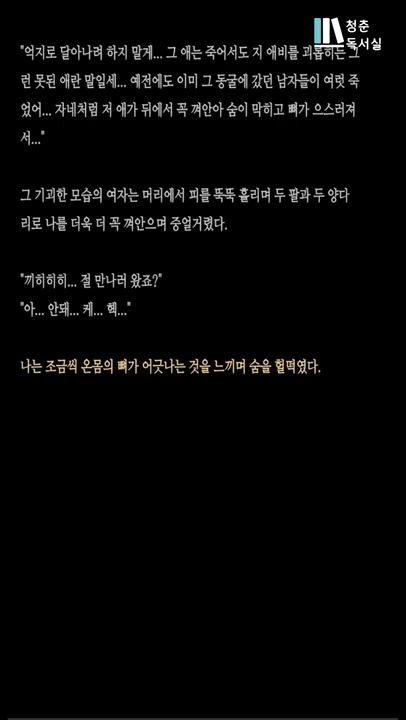 청춘
독서실
"억지로 달아나려 하지 말게... 그 애는 죽어서도 지 애비를 괴롭히는 그
런 못된 애란 말일세... 예전에도 이미 그 동굴에 갔던 남자들이 여럿 죽
었어... 자네처럼 저 애가 뒤에서 꼭 껴안아 숨이 막히고 뼈가 으스러져
서..."
그 기괴한 모습의 여자는 머리에서 피를 뚝뚝 흘리며 두 팔과 두 양다
리로 나를 더욱 더 꼭 껴안으며 중얼거렸다.
"끼히히히... 절 만나러 왔죠?"
"아... 안돼... 케... 헥..."
나는 조금씩 온몸의 뼈가 어긋나는 것을 느끼며 숨을 헐떡였다.